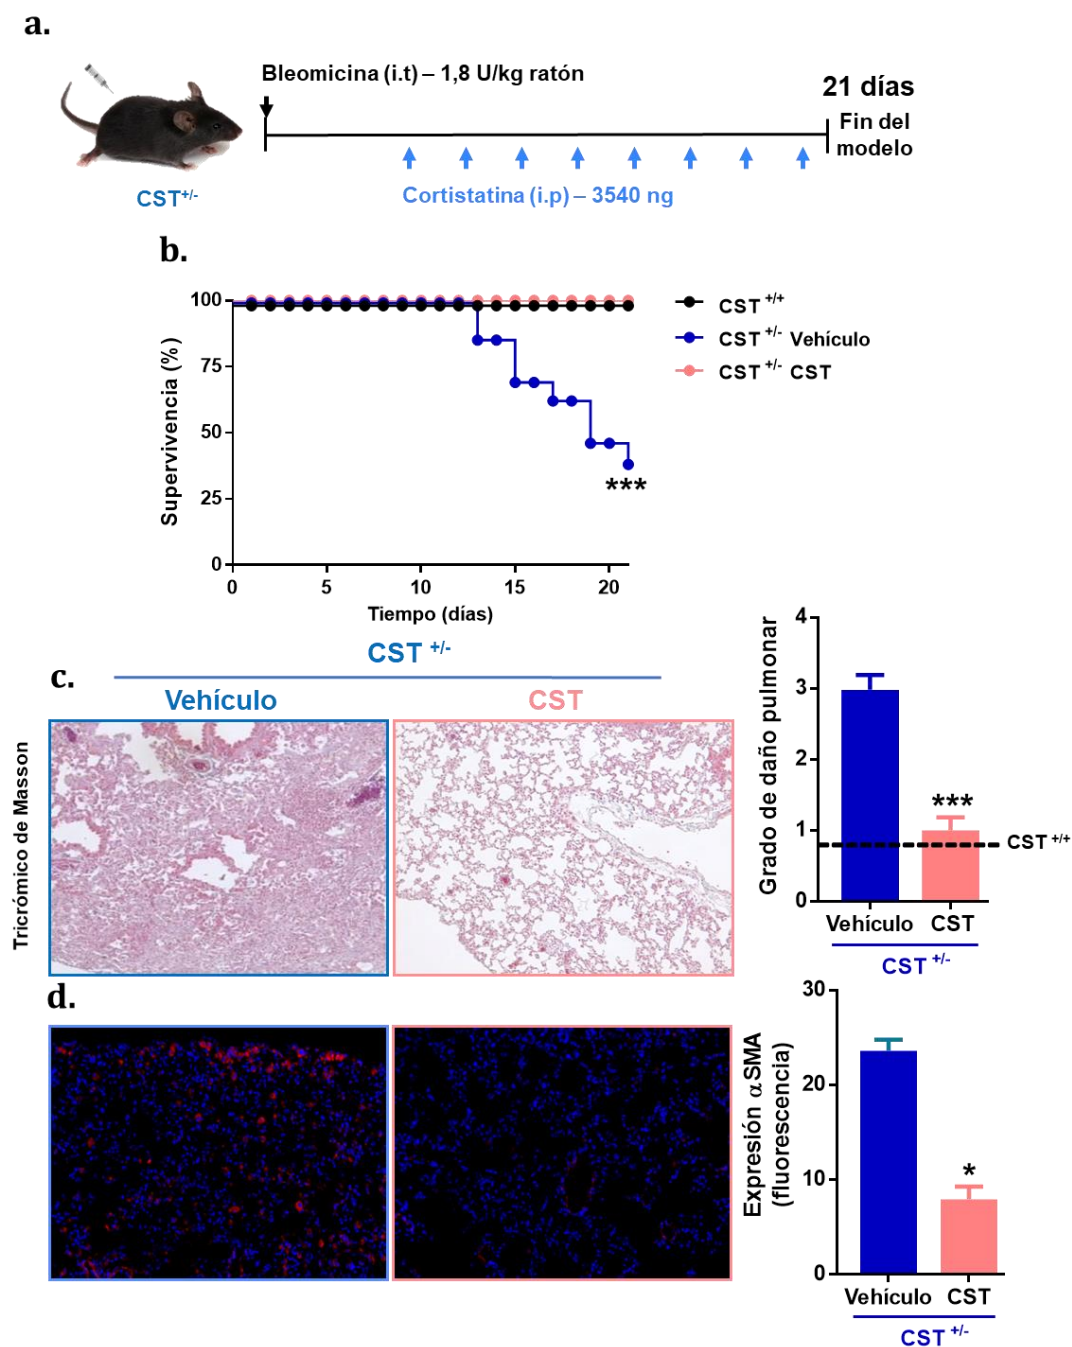 a.
Bleomicina (i.t) – 1,8 U/kg ratón
21 días
Fin del
modelo
CST+/-
Cortistatina (i.p) – 3540 ng
b.
100
75
50
25
0
Supervivencia (%)
0 5 10 15 20
Tiempo (días)
***
CST +/+
CST +/- Vehículo
CST +/- CST
c.
CST +/-
Vehículo CST
Tricrómico de Masson
Grado de daño pulmonar
4
3
2
1
0
***
CST +/+
Vehículo CST
CST +/-
d.
Expresión αSMA
(fluorescencia)
30
20
10
0
*
Vehículo CST
CST +/-